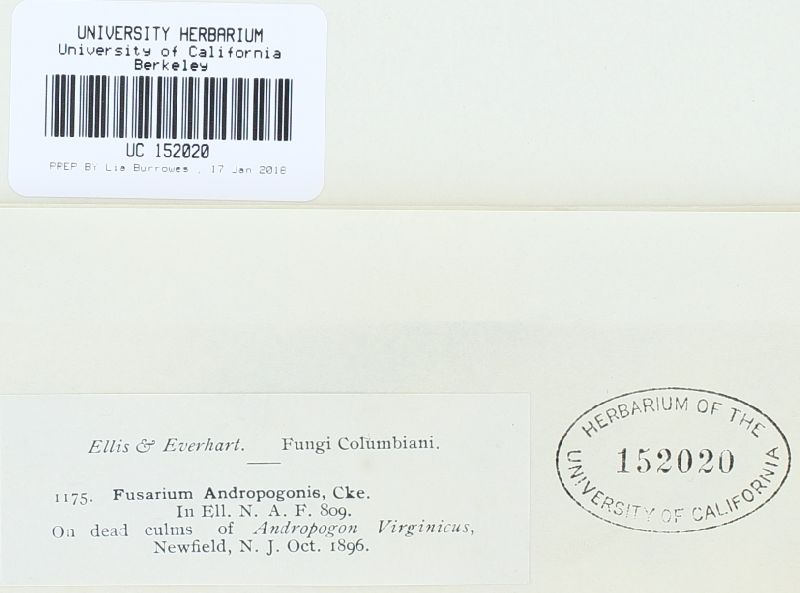 UNIVERSITY HERBARIUM
University of California
Berkeley
UC 152020
PREP BY Lia Burrowes , 17 Jan 2018
Ellis & Everhart. Fungi Columbiani.
1175. Fusarium Andropogonis, Cke.
In Ell. N. A. F. 809.
On dead culms of Andropogon Virginicus,
Newfield, N. J. Oct. 1896.
HERBARIUM OF THE
152020
UNIVERSITY OF CALIFORNIA